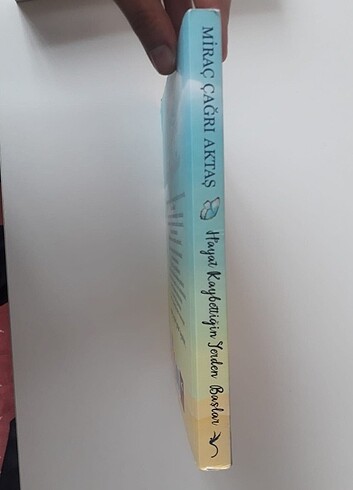 MİRAÇ ÇAĞRI AKTAŞ
Hayat Kaybettiğin Yerden Başlar